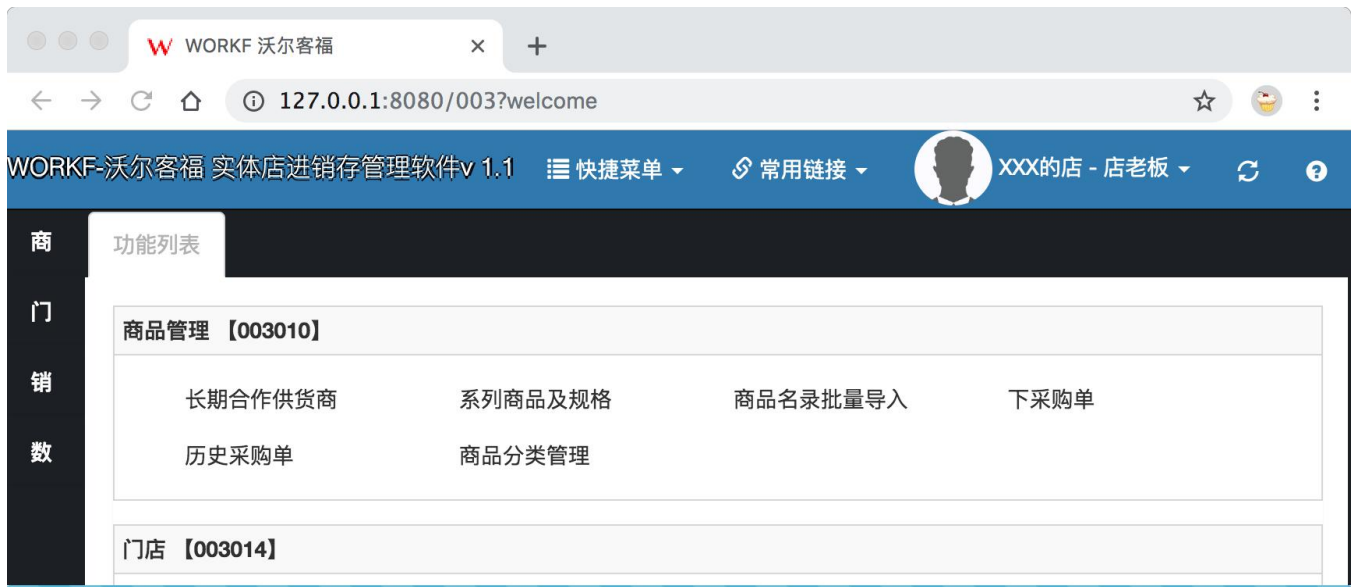 WORKF 沃尔客福
127.0.0.1:8080/003?welcome
WORKF-沃尔客福 实体店进销存管理软件v 1.1 快捷菜单 常用链接 XXX的店 - 店老板
商 功能列表
门 商品管理 【003010】
销 长期合作供货商 系列商品及规格 商品名录批量导入 下采购单
数 历史采购单 商品分类管理
门店 【003014】